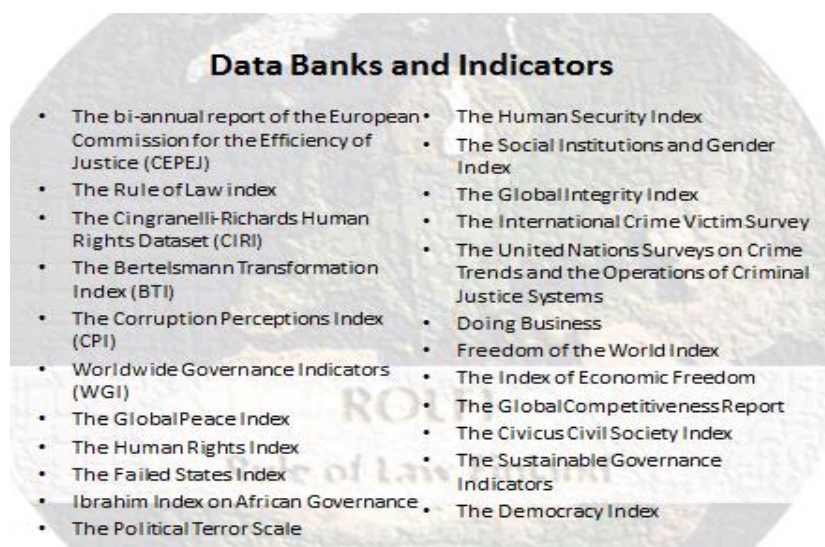 Data Banks and Indicators
• The bi-annual report of the European
Commission for the Efficiency of
Justice (CEPEJ)
• The Rule of Law index
• The Cingranelli-Richards Human
Rights Dataset (CIRI)
• The Bertelsmann Transformation
Index (BTI)
• The Corruption Perceptions Index
(CPI)
• Worldwide Governance Indicators
(WGI)
• The Global Peace Index
• The Human Rights Index
• The Failed States Index
• Ibrahim Index on African Governance
• The Political Terror Scale
• The Human Security Index
• The Social Institutions and Gender
Index
• The Global Integrity Index
• The International Crime Victim Survey
• The United Nations Surveys on Crime
Trends and the Operations of Criminal
Justice Systems
• Doing Business
• Freedom of the World Index
• The Index of Economic Freedom
• The Global Competitiveness Report
• The Civicus Civil Society Index
• The Sustainable Governance
Indicators
• The Democracy Index
Rule of Law